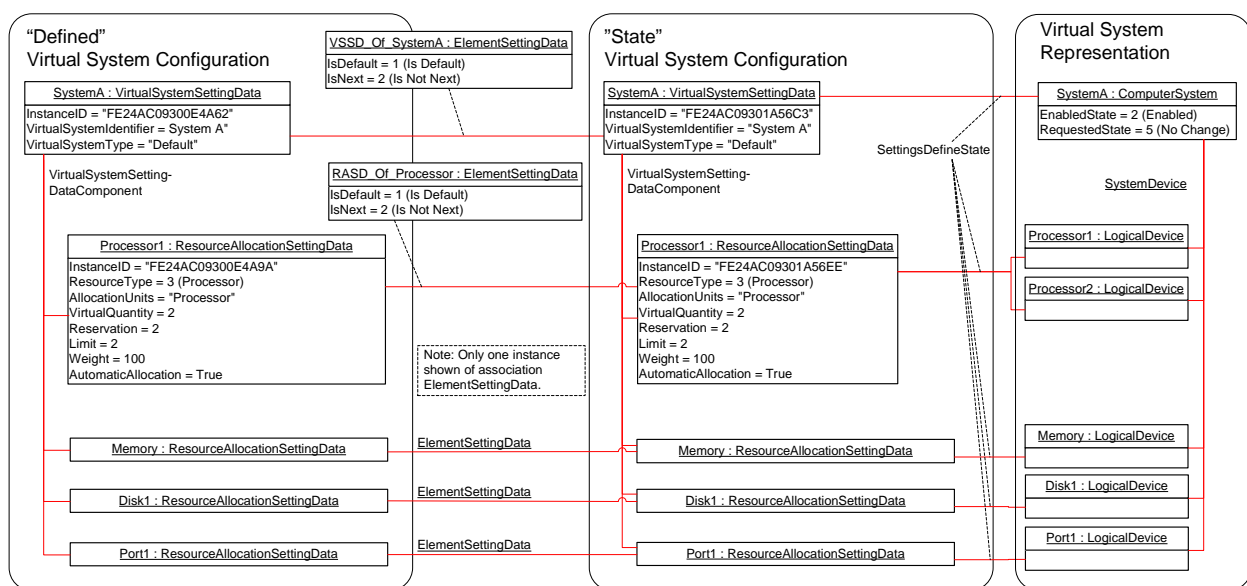 "Defined"
Virtual System Configuration
SystemA : VirtualSystemSettingData
InstanceID = "FE24AC09300E4A62"
VirtualSystemIdentifier = System A"
VirtualSystemType = "Default"
VirtualSystemSetting-
DataComponent
Processor1 : ResourceAllocationSettingData
InstanceID = "FE24AC09300E4A9A"
ResourceType = 3 (Processor)
AllocationUnits = "Processor"
VirtualQuantity = 2
Reservation = 2
Limit = 2
Weight = 100
AutomaticAllocation = True
Memory : ResourceAllocationSettingData
Disk1 : ResourceAllocationSettingData
Port1 : ResourceAllocationSettingData
VSSD_Of_SystemA : ElementSettingData
IsDefault = 1 (Is Default)
IsNext = 2 (Is Not Next)
RASD_Of_Processor : ElementSettingData
IsDefault = 1 (Is Default)
IsNext = 2 (Is Not Next)
Note: Only one instance
shown of association
ElementSettingData.
ElementSettingData
ElementSettingData
ElementSettingData
"State"
Virtual System Configuration
SystemA : VirtualSystemSettingData
InstanceID = "FE24AC09301A56C3"
VirtualSystemIdentifier = "System A"
VirtualSystemType = "Default"
VirtualSystemSetting-
DataComponent
Processor1 : ResourceAllocationSettingData
InstanceID = "FE24AC09301A56EE"
ResourceType = 3 (Processor)
AllocationUnits = "Processor"
VirtualQuantity = 2
Reservation = 2
Limit = 2
Weight = 100
AutomaticAllocation = True
Memory : ResourceAllocationSettingData
Disk1 : ResourceAllocationSettingData
Port1 : ResourceAllocationSettingData
SettingsDefineState
Virtual System
Representation
SystemA : ComputerSystem
EnabledState = 2 (Enabled)
RequestedState = 5 (No Change)
SystemDevice
Processor1 : LogicalDevice
Processor2 : LogicalDevice
Memory : LogicalDevice
Disk1 : LogicalDevice
Port1 : LogicalDevice